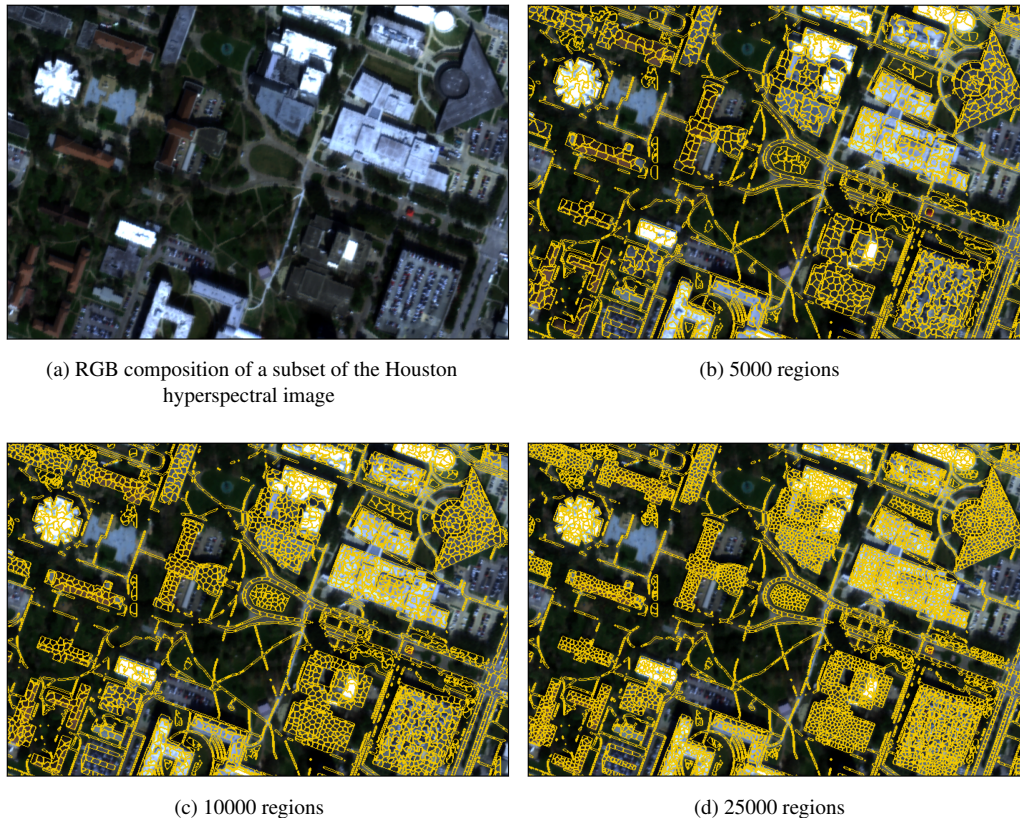 (a) RGB composition of a subset of the Houston
hyperspectral image
(b) 5000 regions
(c) 10000 regions
(d) 25000 regions